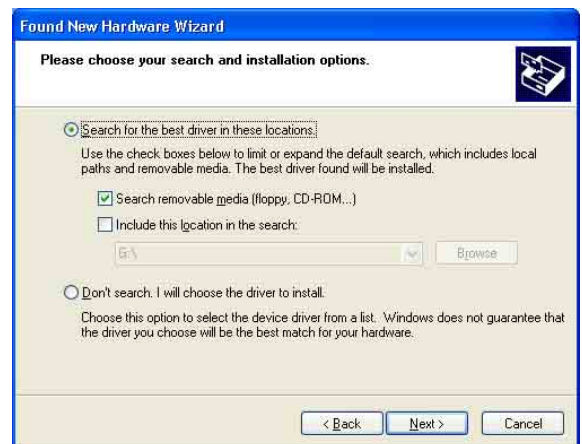 Found New Hardware Wizard
Please choose your search and installation options.
Search for the best driver in these locations.
Use the check boxes below to limit or expand the default search, which includes local
paths and removable media. The best driver found will be installed.
Search removable media (floppy, CD-ROM...)
Include this location in the search:
G:\
Browse
Don't search. I will choose the driver to install.
Choose this option to select the device driver from a list. Windows does not guarantee that
the driver you choose will be the best match for your hardware.
< Back Next > Cancel